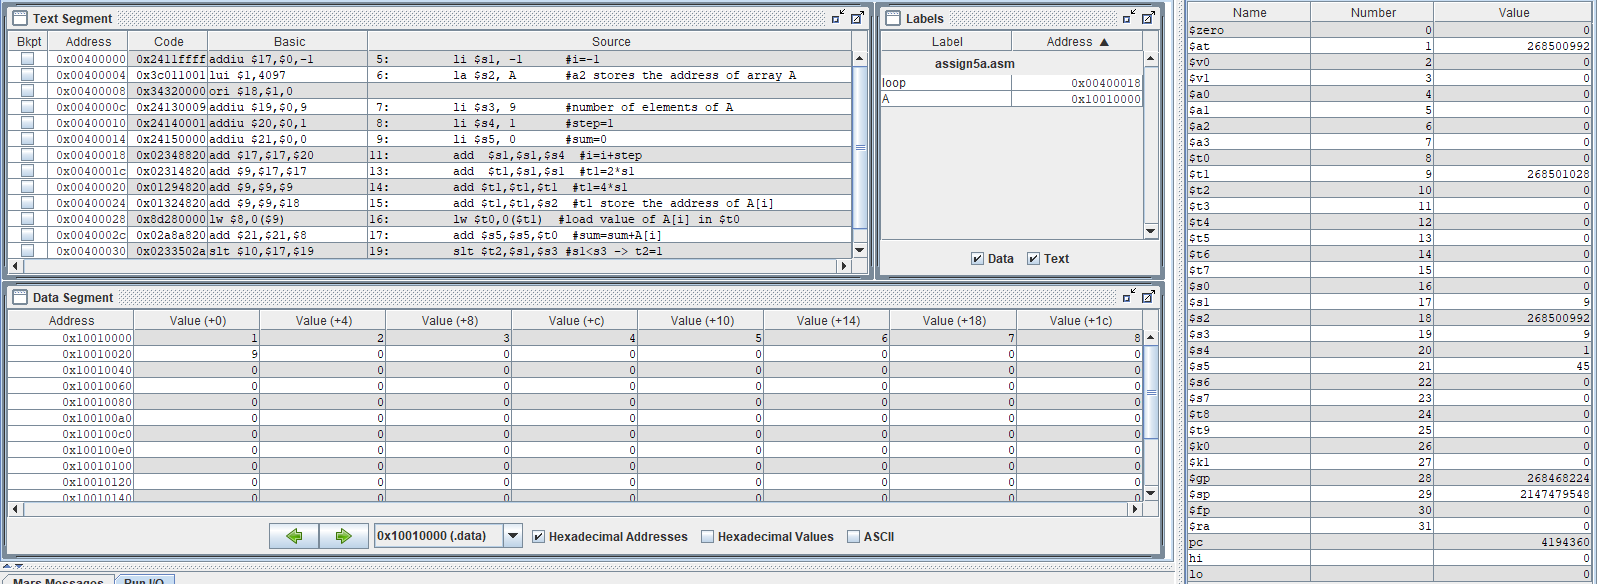 Text Segment
Bkpt Address Code Basic Source
0x00400000 0x2411ffff addiu $17,$0,-1 5: li $s1, -1 #i=-1
0x00400004 0x3c011001 lui $1,4097 6: la $s2, A #a2 stores the address of array A
0x00400008 0x34320000 ori $18,$1,0
0x0040000c 0x24130009 addiu $19,$0,9 7: li $s3, 9 #number of elements of A
0x00400010 0x24140001 addiu $20,$0,1 8: li $s4, 1 #step=1
0x00400014 0x24150000 addiu $21,$0,0 9: li $s5, 0 #sum=0
0x00400018 0x02348820 add $17,$17,$20 11: add $s1,$s1,$s4 #i=i+step
0x0040001c 0x02314820 add $9,$17,$17 13: add $t1,$s1,$s1 #t1=2*s1
0x00400020 0x01294820 add $9,$9,$9 14: add $t1,$t1,$t1 #t1=4*s1
0x00400024 0x01324820 add $9,$9,$18 15: add $t1,$t1,$s2 #t1 store the address of A[i]
0x00400028 0x8d280000 lw $8,0($9) 16: lw $t0,0($t1) #load value of A[i] in $t0
0x0040002c 0x02a8a820 add $21,$21,$8 17: add $s5,$s5,$t0 #sum=sum+A[i]
0x00400030 0x0233502a slt $10,$17,$19 19: slt $t2,$s1,$s3 #s1<s3 -> t2=1
Labels
Label Address ▲
assign5a.asm
loop 0x00400018
A 0x10010000
Data Text
Data Segment
Address Value (+0) Value (+4) Value (+8) Value (+c) Value (+10) Value (+14) Value (+18) Value (+1c)
0x10010000 1 2 3 4 5 6 7 8
0x10010020 9 0 0 0 0 0 0 0
0x10010040 0 0 0 0 0 0 0 0
0x10010060 0 0 0 0 0 0 0 0
0x10010080 0 0 0 0 0 0 0 0
0x100100a0 0 0 0 0 0 0 0 0
0x100100c0 0 0 0 0 0 0 0 0
0x100100e0 0 0 0 0 0 0 0 0
0x10010100 0 0 0 0 0 0 0 0
0x10010120 0 0 0 0 0 0 0 0
0x10010140 0 0 0 0 0 0 0 0
0x10010000 (.data) Hexadecimal Addresses Hexadecimal Values ASCII
Mars Messages Run I/O
Name Number Value
$zero 0 0
$at 1 268500992
$v0 2 0
$v1 3 0
$a0 4 0
$a1 5 0
$a2 6 0
$a3 7 0
$t0 8 0
$t1 9 268501028
$t2 10 0
$t3 11 0
$t4 12 0
$t5 13 0
$t6 14 0
$t7 15 0
$s0 16 0
$s1 17 9
$s2 18 268500992
$s3 19 9
$s4 20 1
$s5 21 45
$s6 22 0
$s7 23 0
$t8 24 0
$t9 25 0
$k0 26 0
$k1 27 0
$gp 28 268468224
$sp 29 2147479548
$fp 30 0
$ra 31 0
pc 4194360
hi 0
lo 0